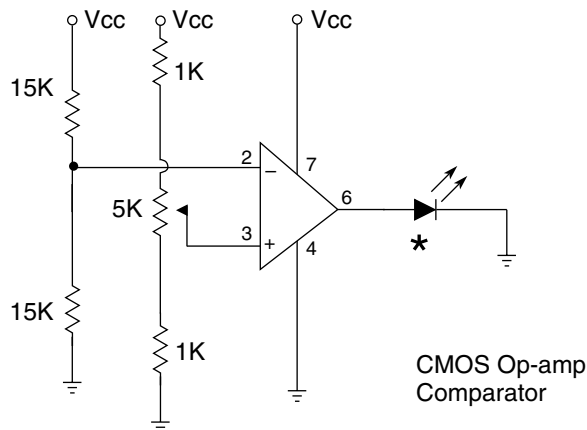 Vcc
Vcc
Vcc
1K
15K
2
7
−
6
5K
3
+
4
*
15K
1K
CMOS Op-amp
Comparator